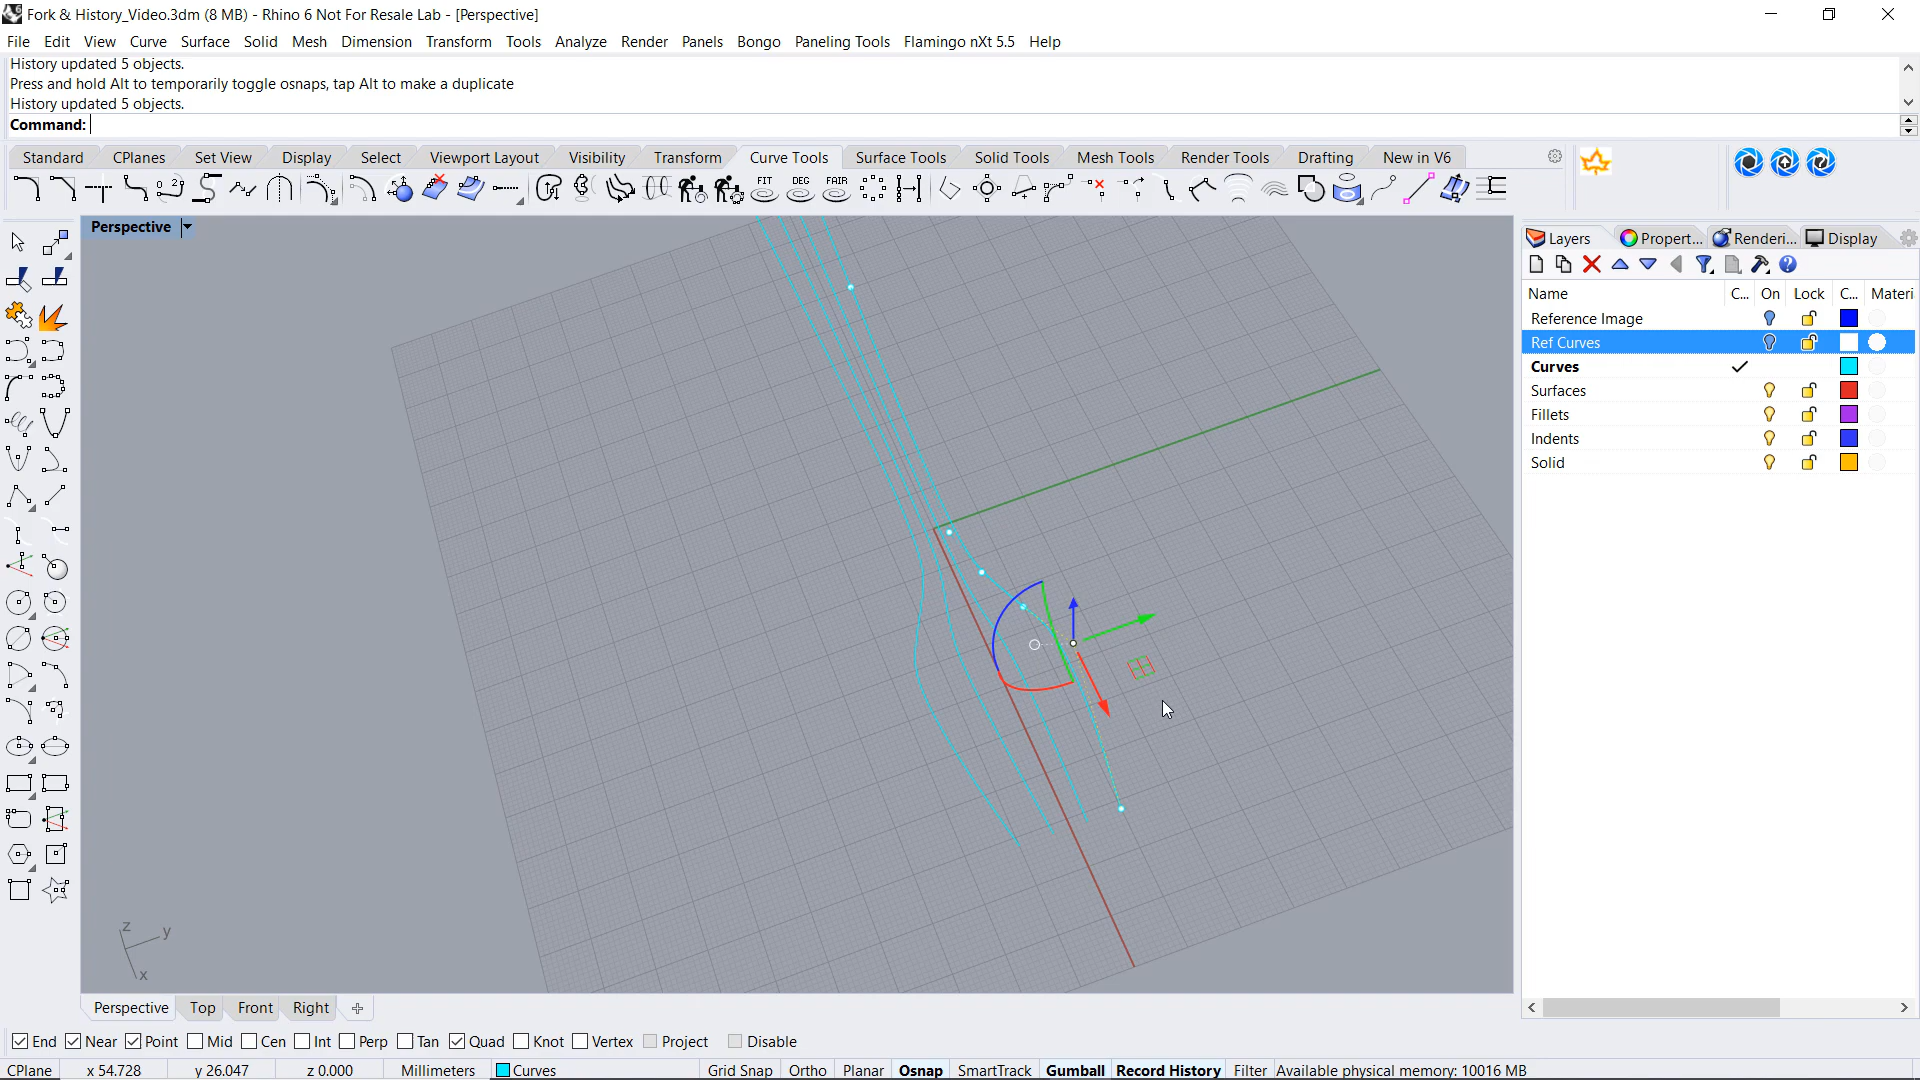 Fork & History_Video.3dm (8 MB) - Rhino 6 Not For Resale Lab - [Perspective]
File Edit View Curve Surface Solid Mesh Dimension Transform Tools Analyze Render Panels Bongo Paneling Tools Flamingo nXt 5.5 Help
History updated 5 objects.
Press and hold Alt to temporarily toggle osnaps, tap Alt to make a duplicate
History updated 5 objects.
Command:
Standard CPlanes Set View Display Select Viewport Layout Visibility Transform Curve Tools Surface Tools Solid Tools Mesh Tools Render Tools Drafting New in V6
FIT DEG FAIR
Perspective
Layers Propert... Renderi... Display
Name C... On Lock C... Materi
Reference Image
Ref Curves
Curves
Surfaces
Fillets
Indents
Solid
z y x
Perspective Top Front Right
End Near Point Mid Cen Int Perp Tan Quad Knot Vertex Project Disable
CPlane x 54.728 y 26.047 z 0.000 Millimeters Curves Grid Snap Ortho Planar Osnap SmartTrack Gumball Record History Filter Available physical memory: 10016 MB